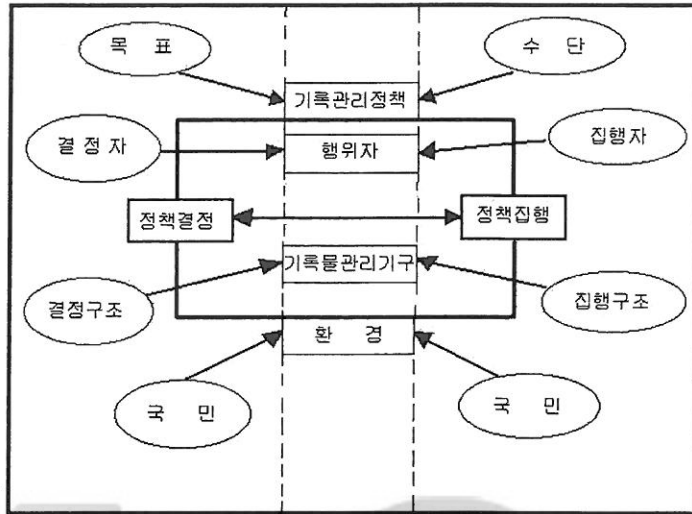 목 표
수 단
기록관리정책
결 정 자
행위자
집행자
정책결정
정책집행
기록물관리기구
결정구조
집행구조
환 경
국 민
국 민